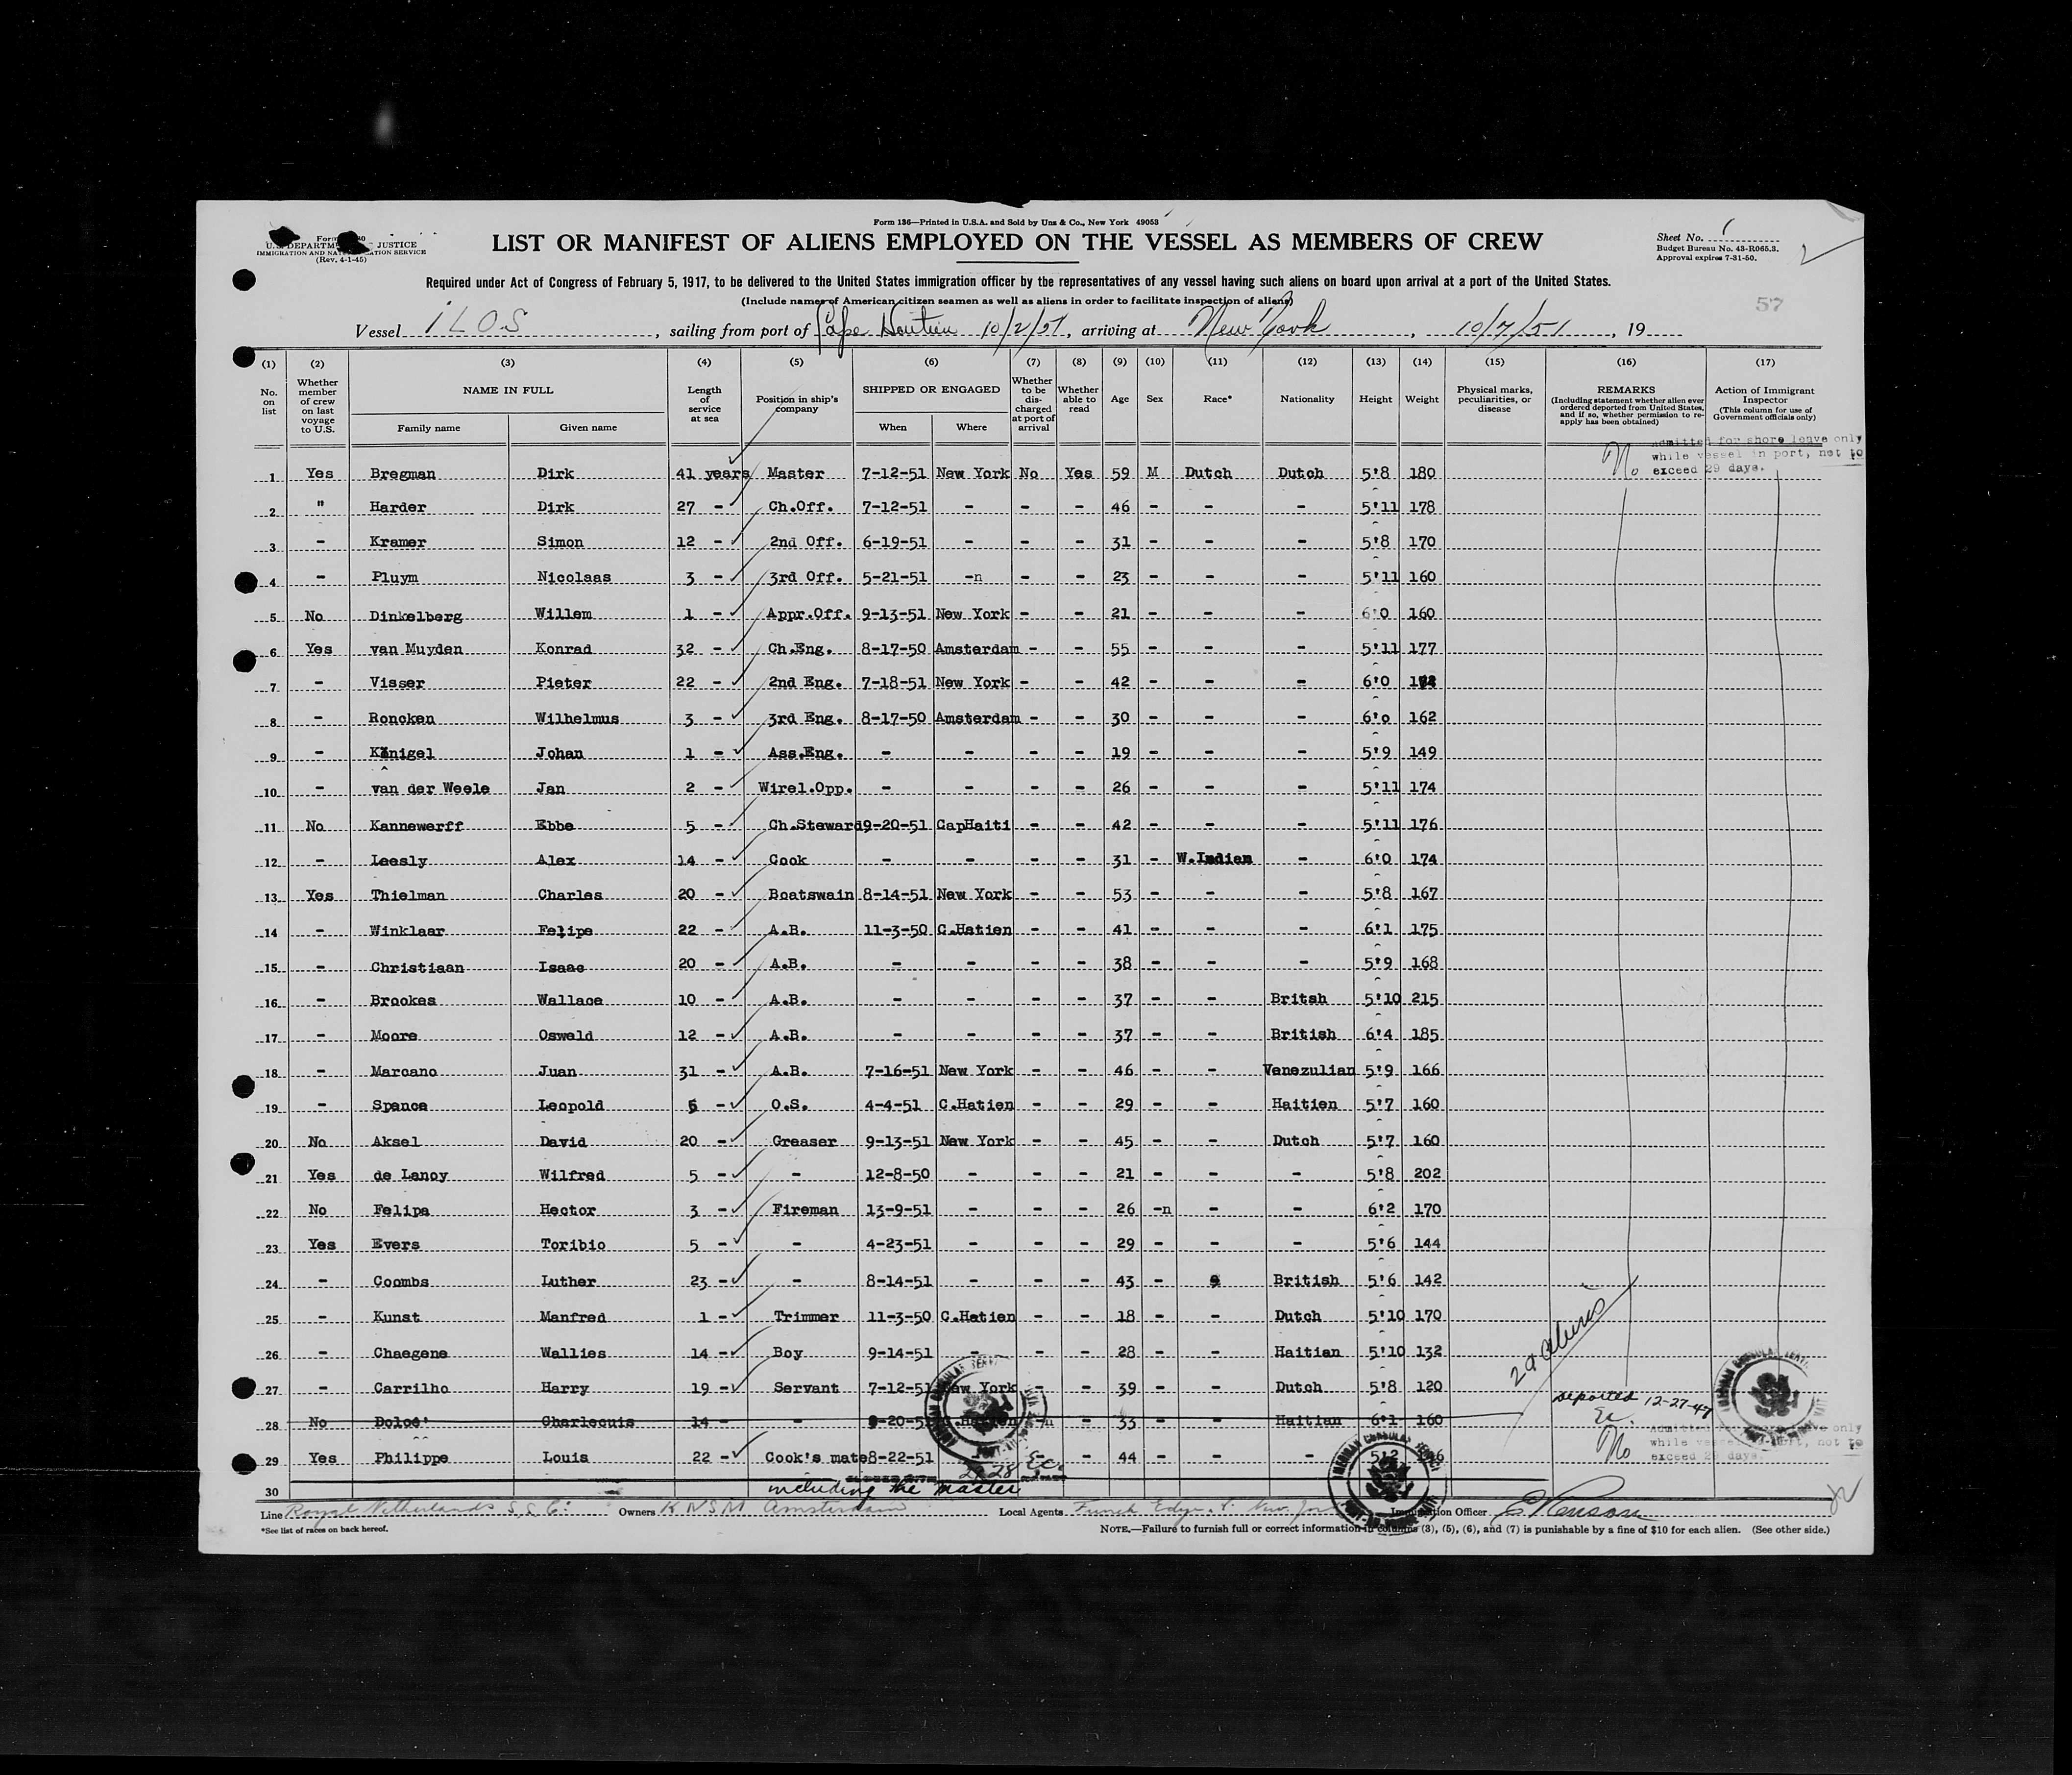 Form 136—Printed in U.S.A. and Sold by Unz & Co., New York 49053
U.S. DEPARTMENT JUSTICE
IMMIGRATION AND NATURALIZATION SERVICE
(Rev. 4-1-45)
LIST OR MANIFEST OF ALIENS EMPLOYED ON THE VESSEL AS MEMBERS OF CREW
Sheet No. 1
Budget Bureau No. 43-R065.3.
Approval expires 7-31-50.
Required under Act of Congress of February 5, 1917, to be delivered to the United States immigration officer by the representatives of any vessel having such aliens on board upon arrival at a port of the United States.
(Include names of American citizen seamen as well as aliens in order to facilitate inspection of aliens)
57
Vessel ILOS, sailing from port of Cape 10/2/51, arriving at New York, 10/7/51, 19
(1) (2) (3) (4) (5) (6) (7) (8) (9) (10) (11) (12) (13) (14) (15) (16) (17)
No. on list
Whether member of crew on last voyage to U.S.
NAME IN FULL
Family name Given name
Length of service at sea
Position in ship's company
SHIPPED OR ENGAGED
When Where
Whether to be discharged at port of arrival
Whether able to read
Age
Sex
Race*
Nationality
Height
Weight
Physical marks, peculiarities, or disease
REMARKS
(Including statement whether alien ever ordered deported from United States, and if so, whether permission to re-apply has been obtained)
Action of Immigrant Inspector
(This column for use of Government officials only)
Admitted for shore leave only
while vessel in port, not to
exceed 29 days.
1 Yes Bregman Dirk 41 years Master 7-12-51 New York No Yes 59 M Dutch Dutch 5'8 180 No
2 " Harder Dirk 27 - Ch.Off. 7-12-51 - - - 46 - - - 5'11 178
3 - Kramer Simon 12 - 2nd Off. 6-19-51 - - - 31 - - - 5'8 170
4 - Pluym Nicolaas 3 - 3rd Off. 5-21-51 -n - - 23 - - - 5'11 160
5 No Dinkelberg Willem 1 - Appr.Off. 9-13-51 New York - - 21 - - - 6'0 160
6 Yes van Muyden Konrad 32 - Ch.Eng. 8-17-50 Amsterdam - - 55 - - - 5'11 177
7 - Visser Pieter 22 - 2nd Eng. 7-18-51 New York - - 42 - - - 6'0
8 - Roncken Wilhelmus 3 - 3rd Eng. 8-17-50 Amsterdam - - 30 - - - 6'o 162
9 - Känigel Johan 1 - Ass.Eng. - - - - 19 - - - 5'9 149
10 - van der Weele Jan 2 - Wirel.Opp. - - - - 26 - - - 5'11 174
11 No Kannewerff Ebbe 5 - Ch.Steward 9-20-51 CapHaiti - - 42 - - - 5'11 176
12 - Leesly Alex 14 - Cook - - - - 31 - W.Indien - 6'0 174
13 Yes Thielman Charles 20 - Boatswain 8-14-51 New York - - 53 - - - 5'8 167
14 - Winklaar Felipe 22 - A.B. 11-3-50 C.Hatien - - 41 - - - 6'1 175
15 - Christiaan Isaac 20 - A.B. - - - - 38 - - - 5'9 168
16 - Brookes Wallace 10 - A.B. - - - - 37 - - Britsh 5'10 215
17 - Moore Oswald 12 - A.B. - - - - 37 - - British 6'4 185
18 - Marcano Juan 31 - A.B. 7-16-51 New York - - 46 - - Venezulian 5'9 166
19 - Spance Leopold 5 - O.S. 4-4-51 C.Hatien - - 29 - - Haitien 5'7 160
20 No Aksel David 20 - Greaser 9-13-51 New York - - 45 - - Dutch 5'7 160
21 Yes de Lanoy Wilfred 5 - - 12-8-50 - - - 21 - - - 5'8 202
22 No Felipa Hector 3 - Fireman 13-9-51 - - - 26 -n - - 6'2 170
23 Yes Evers Toribio 5 - - 4-23-51 - - - 29 - - - 5'6 144
24 - Coombs Luther 23 - - 8-14-51 - - - 43 - British 5'6 142
25 - Kunst Manfred 1 - Trimmer 11-3-50 C.Hatien - - 18 - - Dutch 5'10 170
26 - Chaegene Wallies 14 - Boy 9-14-51 - - - 28 - - Haitian 5'10 132
29 aliens
27 - Carrilho Harry 19 - Servant 7-12-51 New York - - 39 - - Dutch 5'8 120
28 No Doloc' Charlecuis 14 - - 9-20-51 C.Hatien -n - 33 - - Haitian 6'1 160 deported 12-27-47
Ec.
29 Yes Philippe Louis 22 - Cook's mate 8-22-51 - 44 - - - 5'2 No
Admitted for shore leave only
while vessel in port, not to
exceed 29 days.
28 Ec.
30 including the master
AMERICAN CONSULAR SERVICE
Line Royal Netherlands S.S. C: Owners K N S M Amsterdam Local Agents Funch Edye New York Immigration Officer
*See list of races on back hereof.
NOTE.—Failure to furnish full or correct information in columns (3), (5), (6), and (7) is punishable by a fine of $10 for each alien. (See other side.)